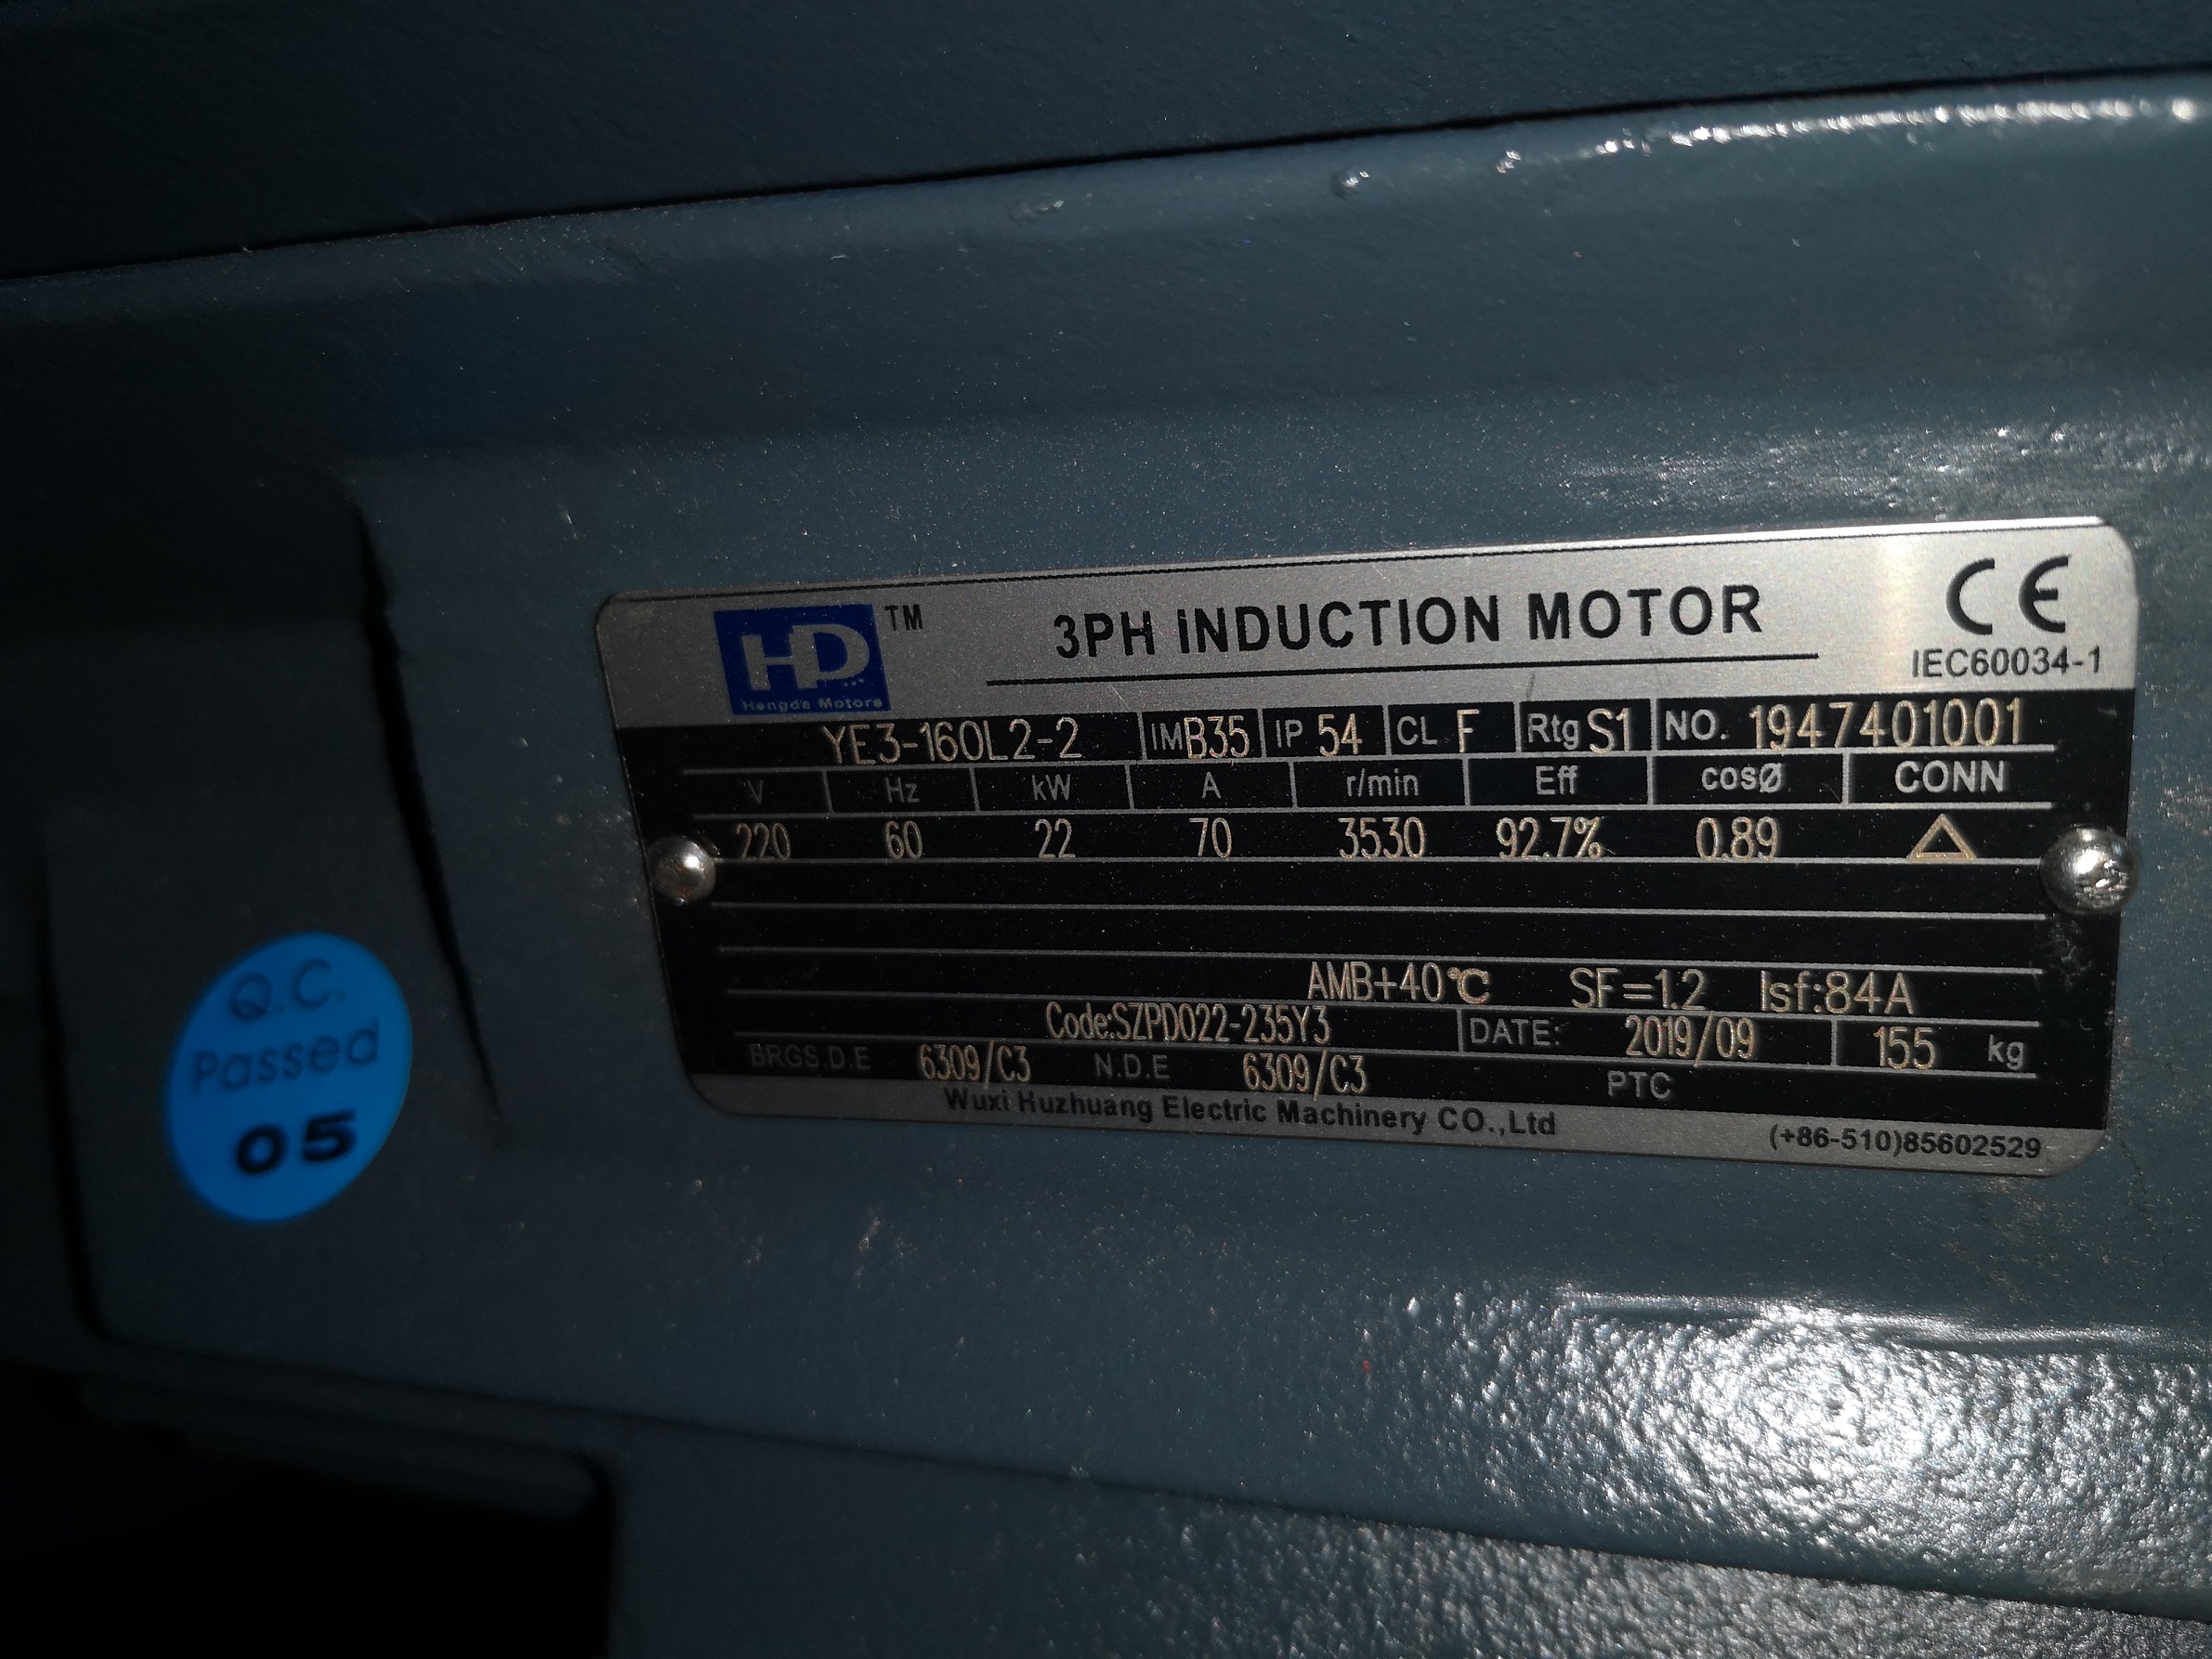 HD TM
Hengda Motors
3PH INDUCTION MOTOR
CE
IEC60034-1
YE3-160L2-2 IM B35 IP 54 CL F Rtg S1 NO. 1947401001
V Hz kW A r/min Eff cosØ CONN
220 60 22 70 3530 92.7% 0.89 △
AMB+40℃ SF=1.2 Isf:84A
Code:SZPD022-235Y3 DATE: 2019/09 155 kg
BRGS.D.E 6309/C3 N.D.E 6309/C3 PTC
Wuxi Huzhuang Electric Machinery CO.,Ltd (+86-510)85602529
Q.C.
Passed
05